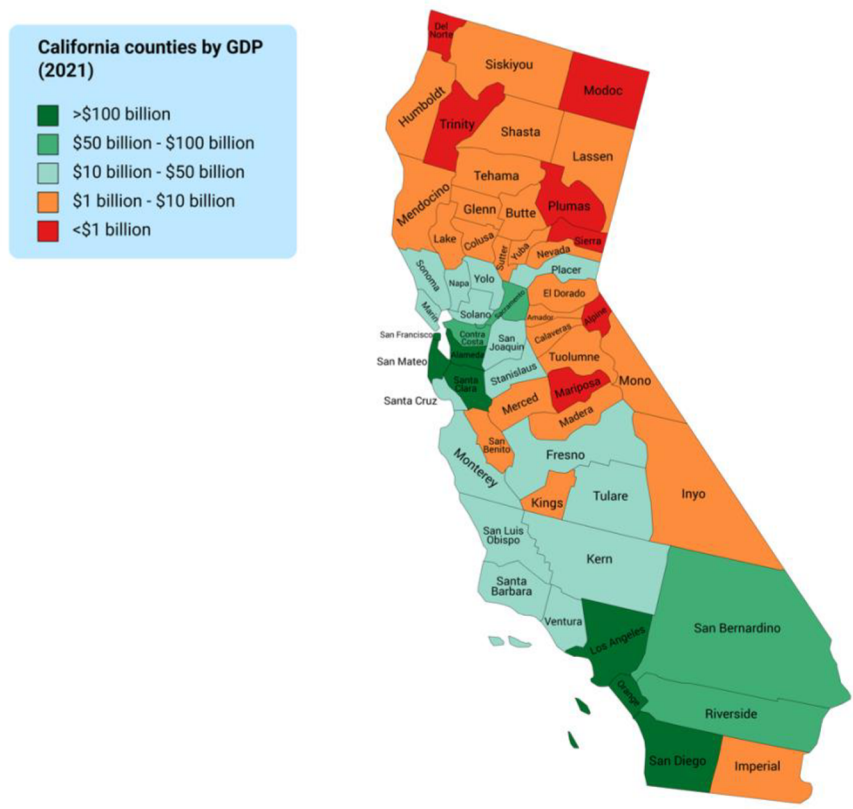 California counties by GDP
(2021)
>$100 billion
$50 billion - $100 billion
$10 billion - $50 billion
$1 billion - $10 billion
<$1 billion
Del
Norte
Siskiyou
Modoc
Humboldt
Trinity
Shasta
Lassen
Tehama
Plumas
Mendocino
Glenn
Butte
Lake
Colusa
Sutter
Yuba
Nevada
Sierra
Placer
Sonoma
Napa
Yolo
El Dorado
Marin
Solano
Sacramento
Amador
Alpine
San Francisco
Contra
Costa
San
Joaquin
Calaveras
Alameda
Tuolumne
San Mateo
Santa
Clara
Stanislaus
Mariposa
Mono
Santa Cruz
Merced
Madera
San
Benito
Monterey
Fresno
Kings
Tulare
Inyo
San Luis
Obispo
Kern
Santa
Barbara
Ventura
Los Angeles
San Bernardino
Orange
Riverside
San Diego
Imperial